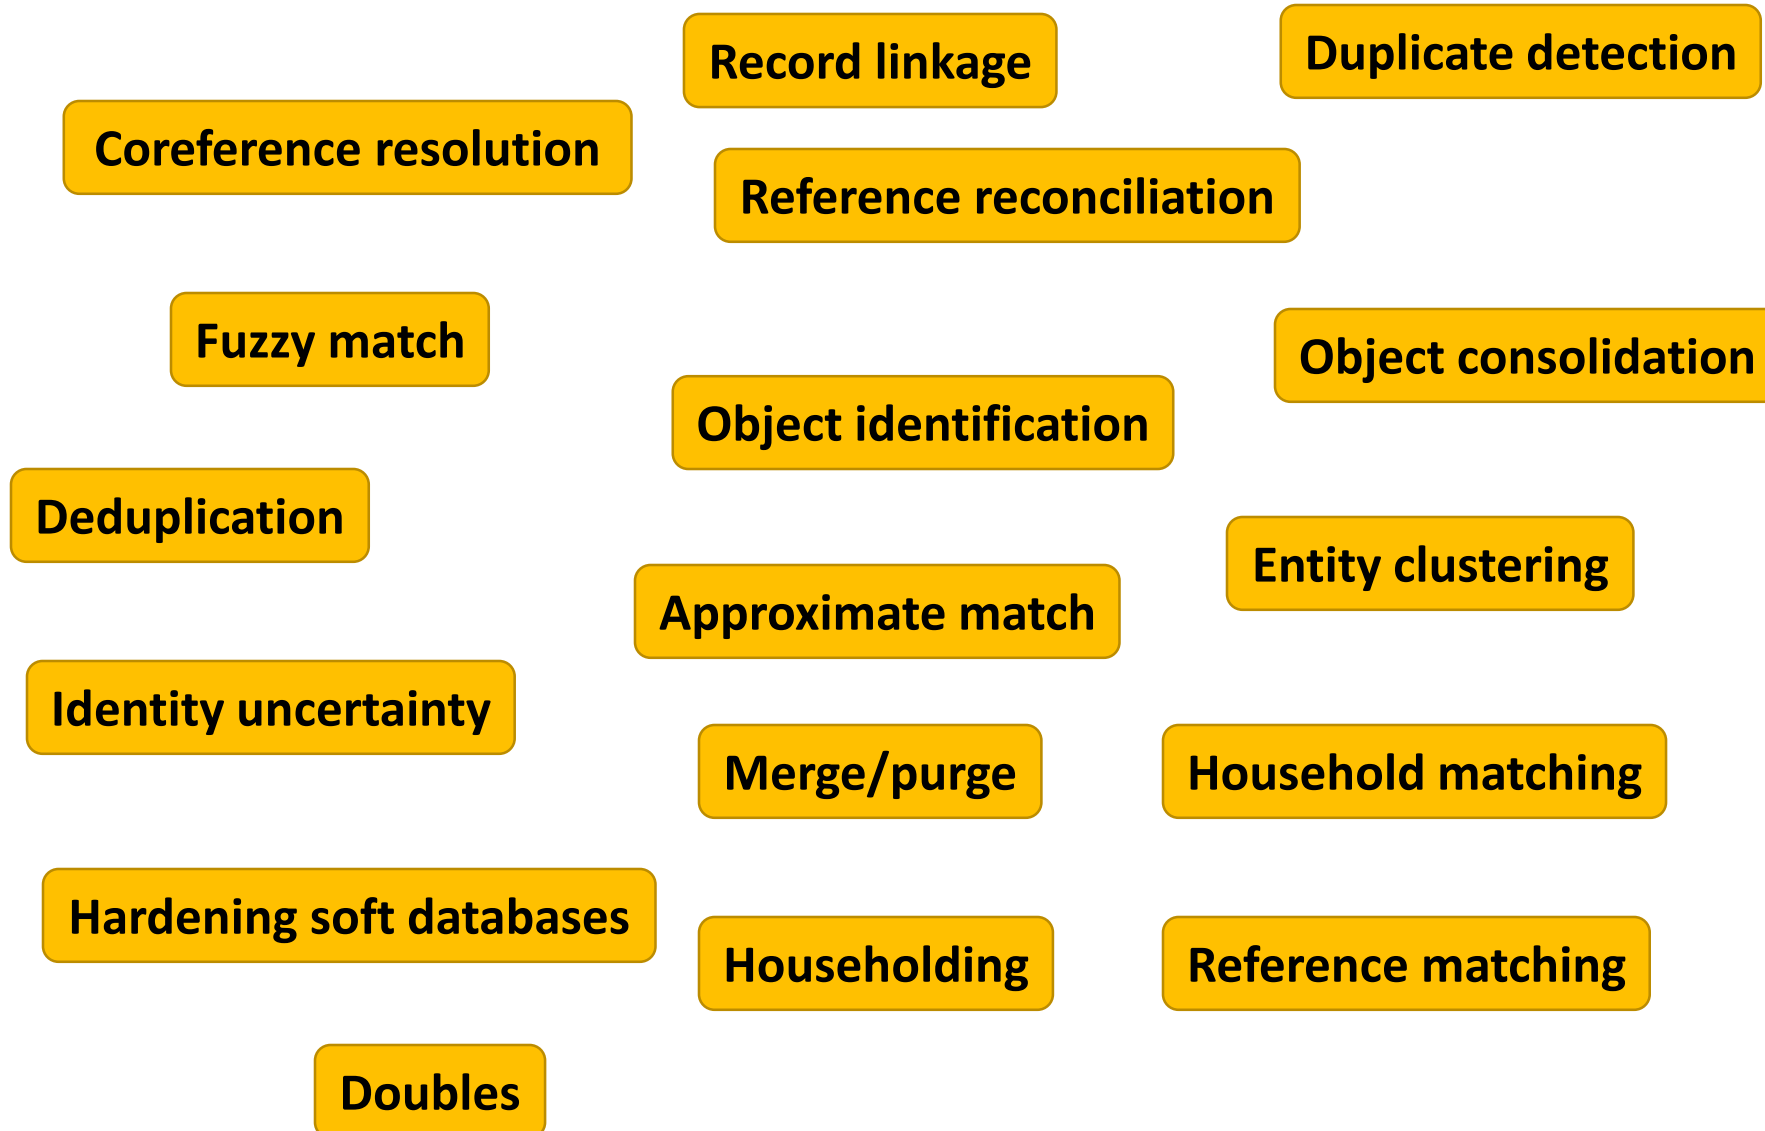 Record linkage
Duplicate detection
Coreference resolution
Reference reconciliation
Fuzzy match
Object consolidation
Object identification
Deduplication
Entity clustering
Approximate match
Identity uncertainty
Merge/purge
Household matching
Hardening soft databases
Householding
Reference matching
Doubles